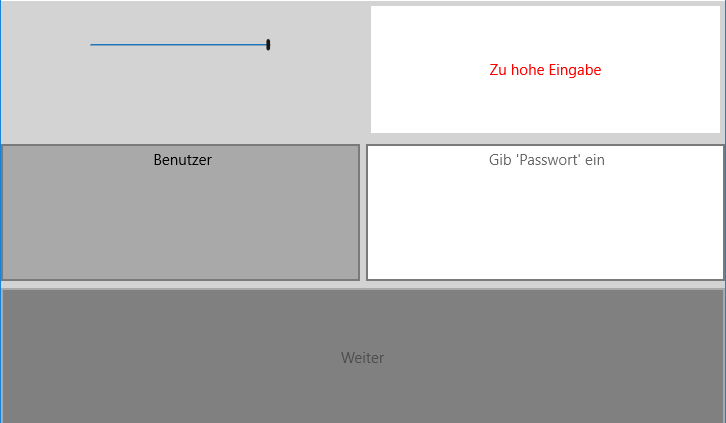 Zu hohe Eingabe
Benutzer
Gib 'Passwort' ein
Weiter